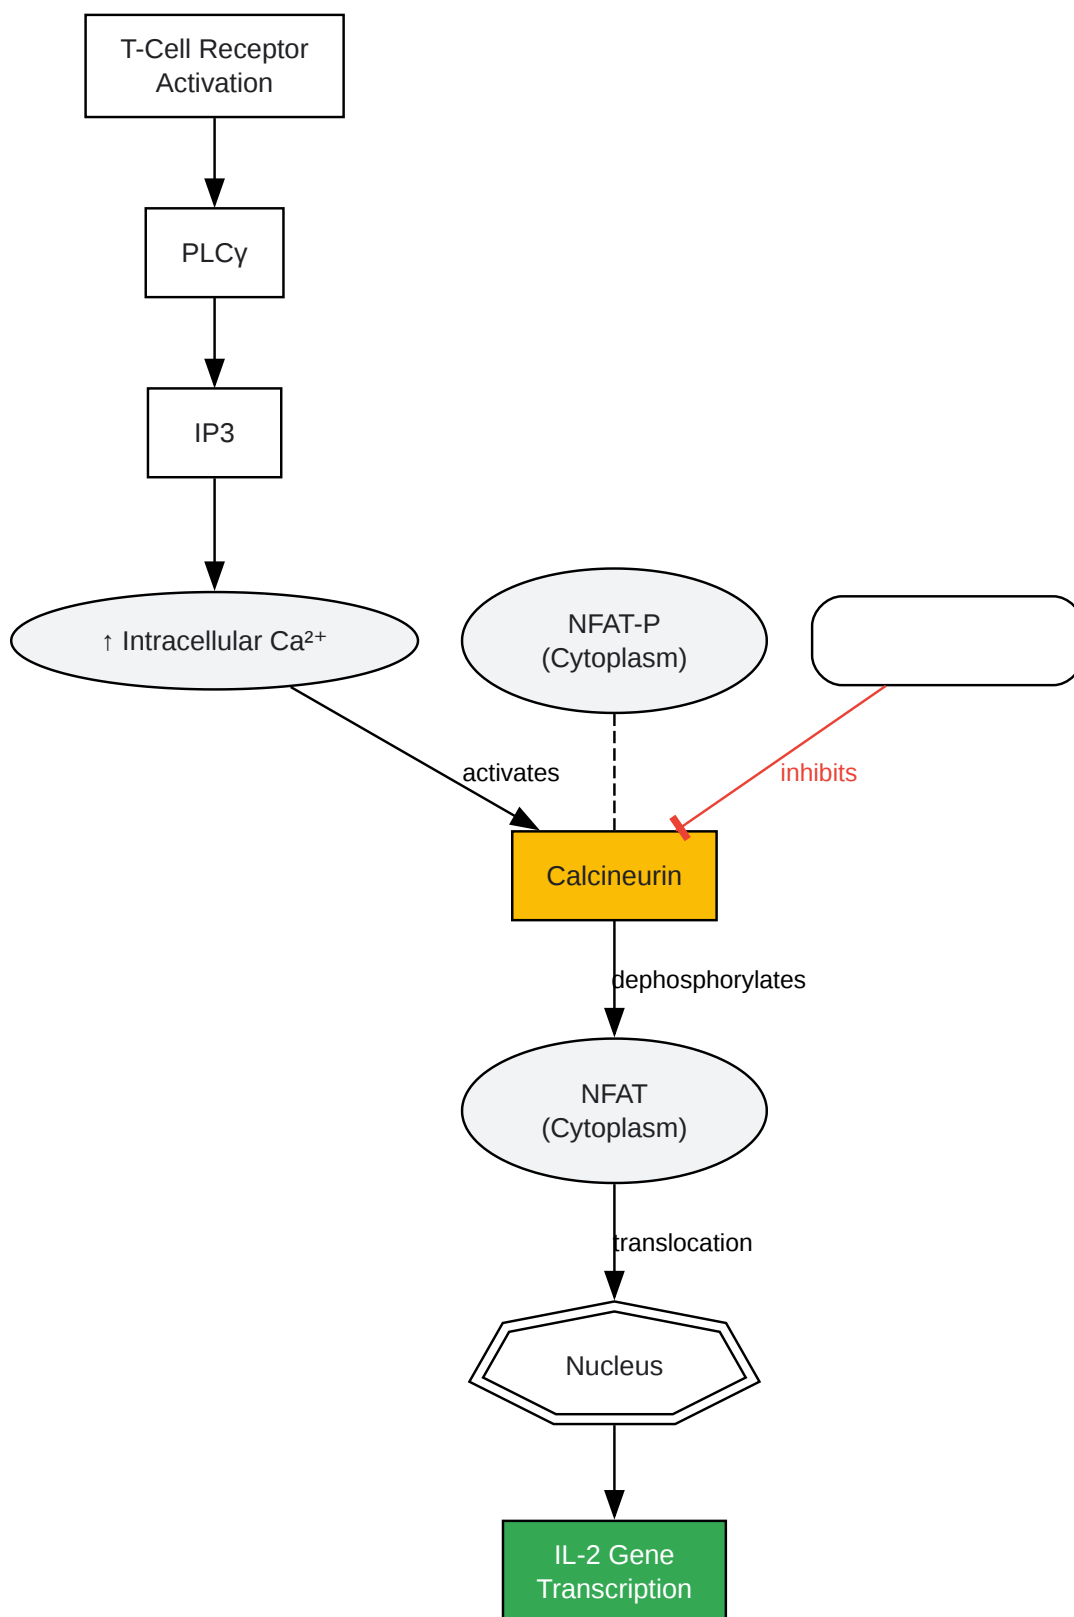 T-Cell Receptor
Activation
PLCγ
IP3
↑ Intracellular Ca²⁺
NFAT-P
(Cytoplasm)
activates
inhibits
Calcineurin
dephosphorylates
NFAT
(Cytoplasm)
translocation
Nucleus
IL-2 Gene
Transcription